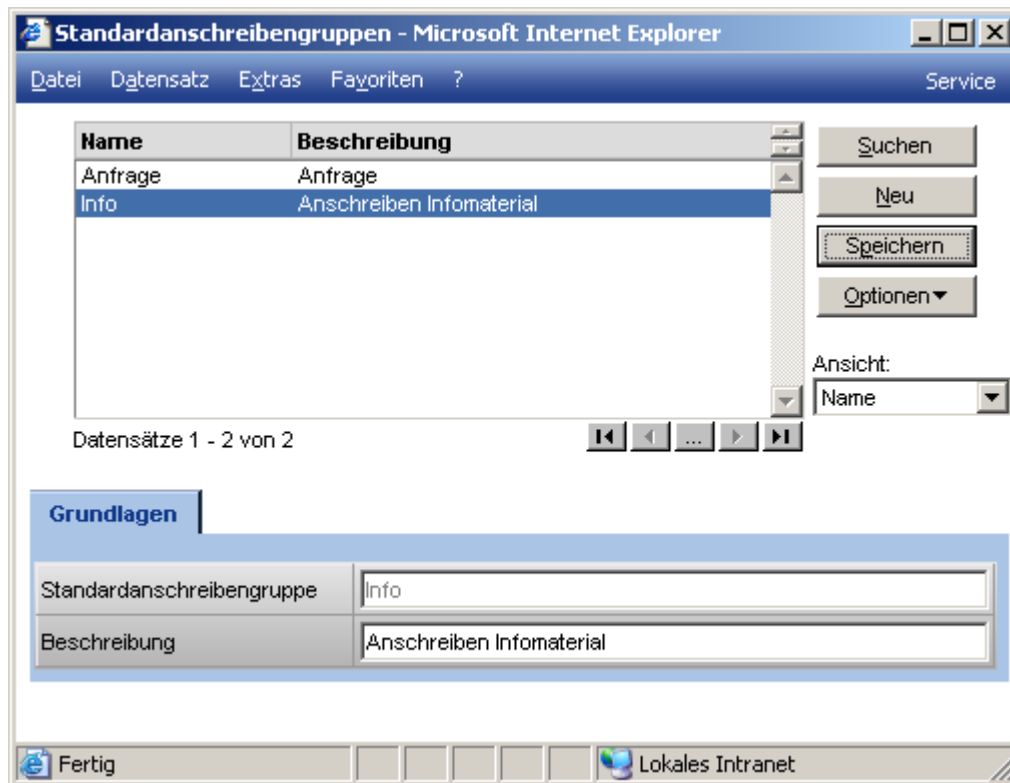 Standardanschreibengruppen - Microsoft Internet Explorer
Datei Datensatz Extras Favoriten ? Service
Name Beschreibung
Anfrage Anfrage
Info Anschreiben Infomaterial
Suchen
Neu
Speichern
Optionen
Ansicht:
Name
Datensätze 1 - 2 von 2 ...
Grundlagen
Standardanschreibengruppe Info
Beschreibung Anschreiben Infomaterial
Fertig Lokales Intranet